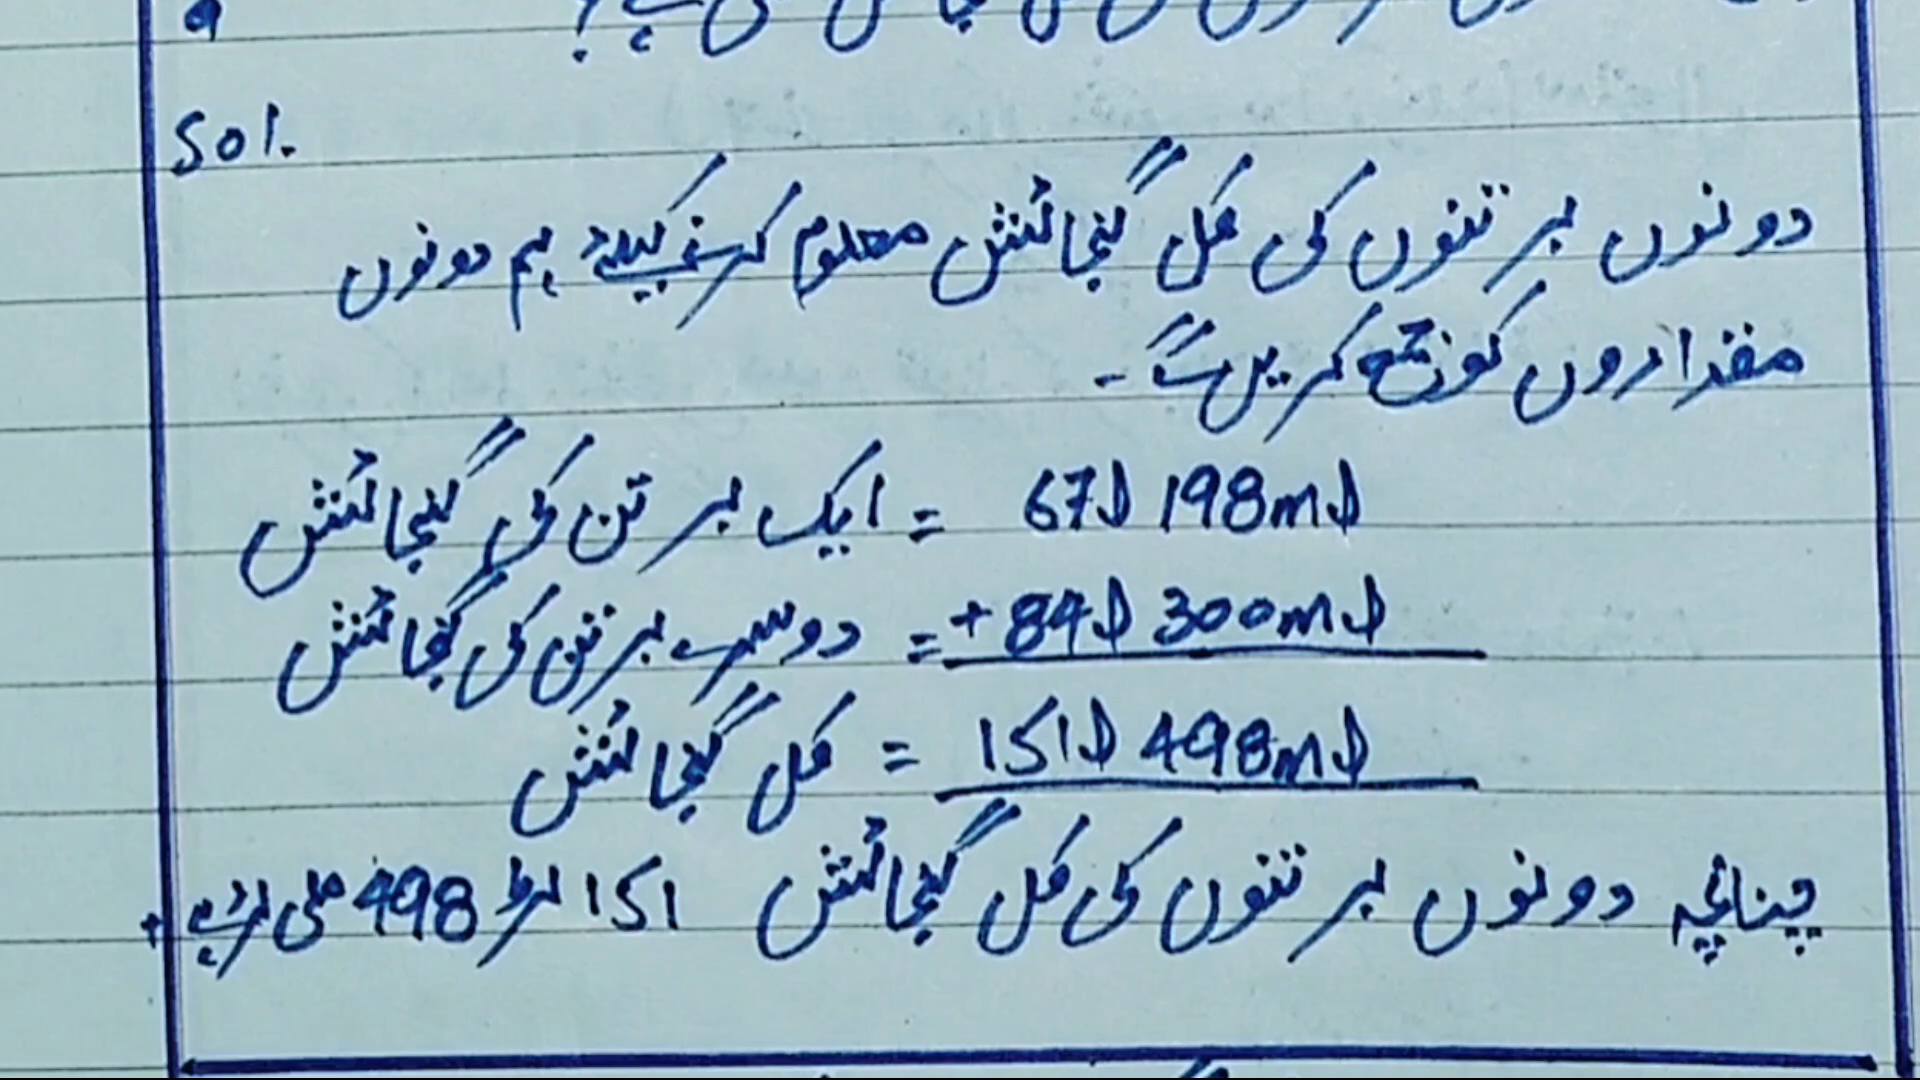 Sol.
دونوں برتنوں کی کل گنجائش معلوم کرنے کیلئے ہم دونوں
مقداروں کو جمع کریں گے۔
ایک برتن کی گنجائش = 67l 198ml
دوسرے برتن کی گنجائش = +84l 300ml
کل گنجائش = 151l 498ml
چنانچہ دونوں برتنوں کی کل گنجائش 151 لیٹر 498 ملی لیٹر ہے۔